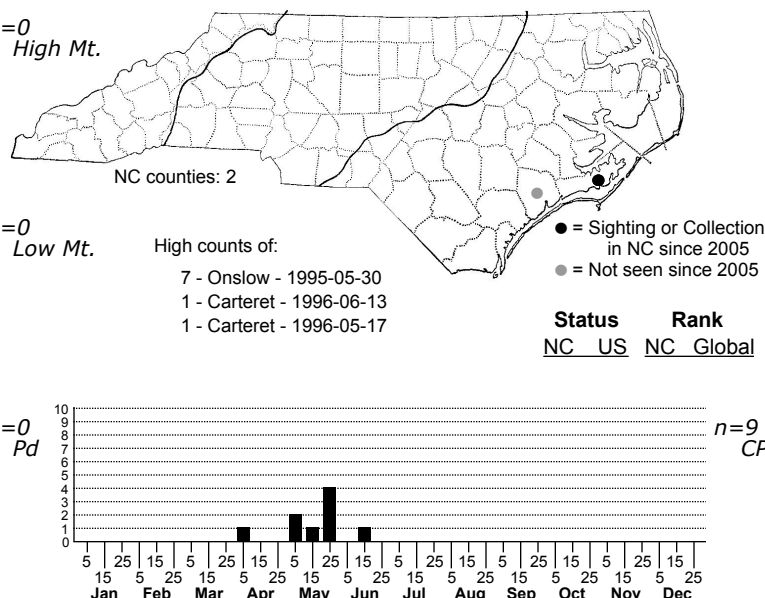 =0
High Mt.
NC counties: 2
=0
Low Mt.
High counts of:
7 - Onslow - 1995-05-30
1 - Carteret - 1996-06-13
1 - Carteret - 1996-05-17
● = Sighting or Collection
in NC since 2005
● = Not seen since 2005
Status Rank
NC US NC Global
=0
Pd
n=9
CP
10
9
8
7
6
5
4
3
2
1
0
5 25 15 5 25 15 5 25 15 5 25 15 5 25 15 5 25 15
15 5 25 15 5 25 15 5 25 15 5 25 15 5 25 15 5 25
Jan Feb Mar Apr May Jun Jul Aug Sep Oct Nov Dec